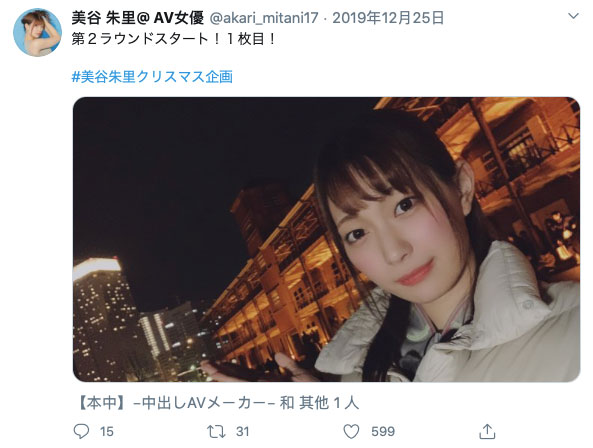 美谷 朱里@ AV女優 @akari_mitani17 · 2019年12月25日
第２ラウンドスタート！１枚目！
#美谷朱里クリスマス企画
【本中】−中出しAVメーカー− 和 其他 1 人
15 31 599